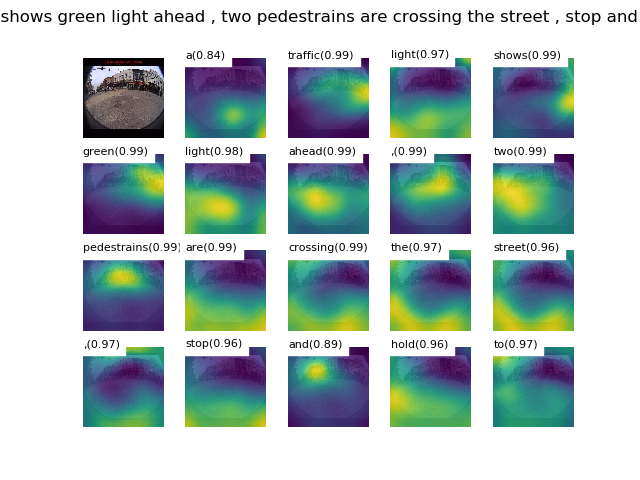 shows green light ahead , two pedestrains are crossing the street , stop and
a(0.84) traffic(0.99) light(0.97) shows(0.99)
green(0.99) light(0.98) ahead(0.99) ,(0.99) two(0.99)
pedestrains(0.99) are(0.99) crossing(0.99) the(0.97) street(0.96)
,(0.97) stop(0.96) and(0.89) hold(0.96) to(0.97)